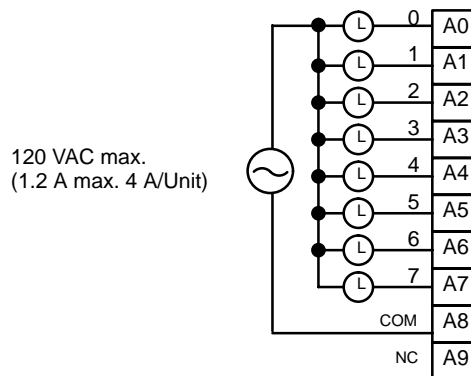 L 0 A0
L 1 A1
L 2 A2
L 3 A3
120 VAC max.
(1.2 A max. 4 A/Unit)
L 4 A4
L 5 A5
L 6 A6
L 7 A7
COM A8
NC A9